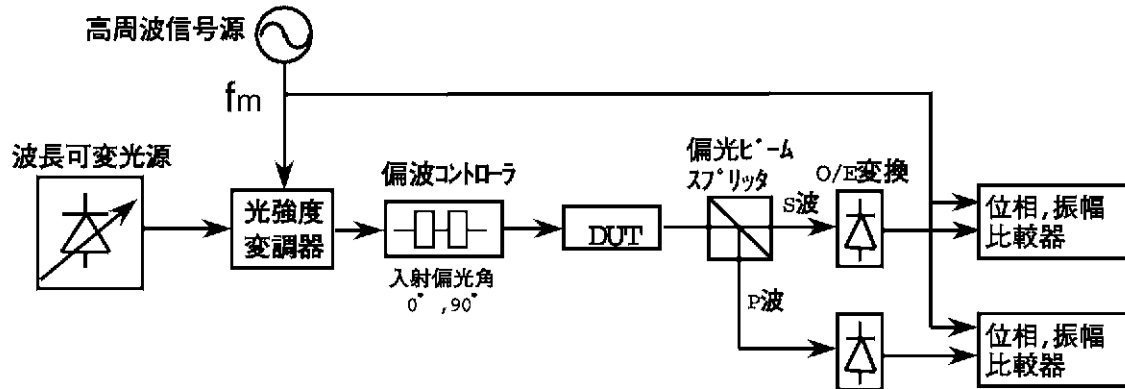 高周波信号源
fm
波長可変光源
光強度
変調器
偏波コントローラ
入射偏光角
0° ,90°
DUT
偏光ビーム
スプリッタ
S波
P波
O/E変換
位相,振幅
比較器
位相,振幅
比較器